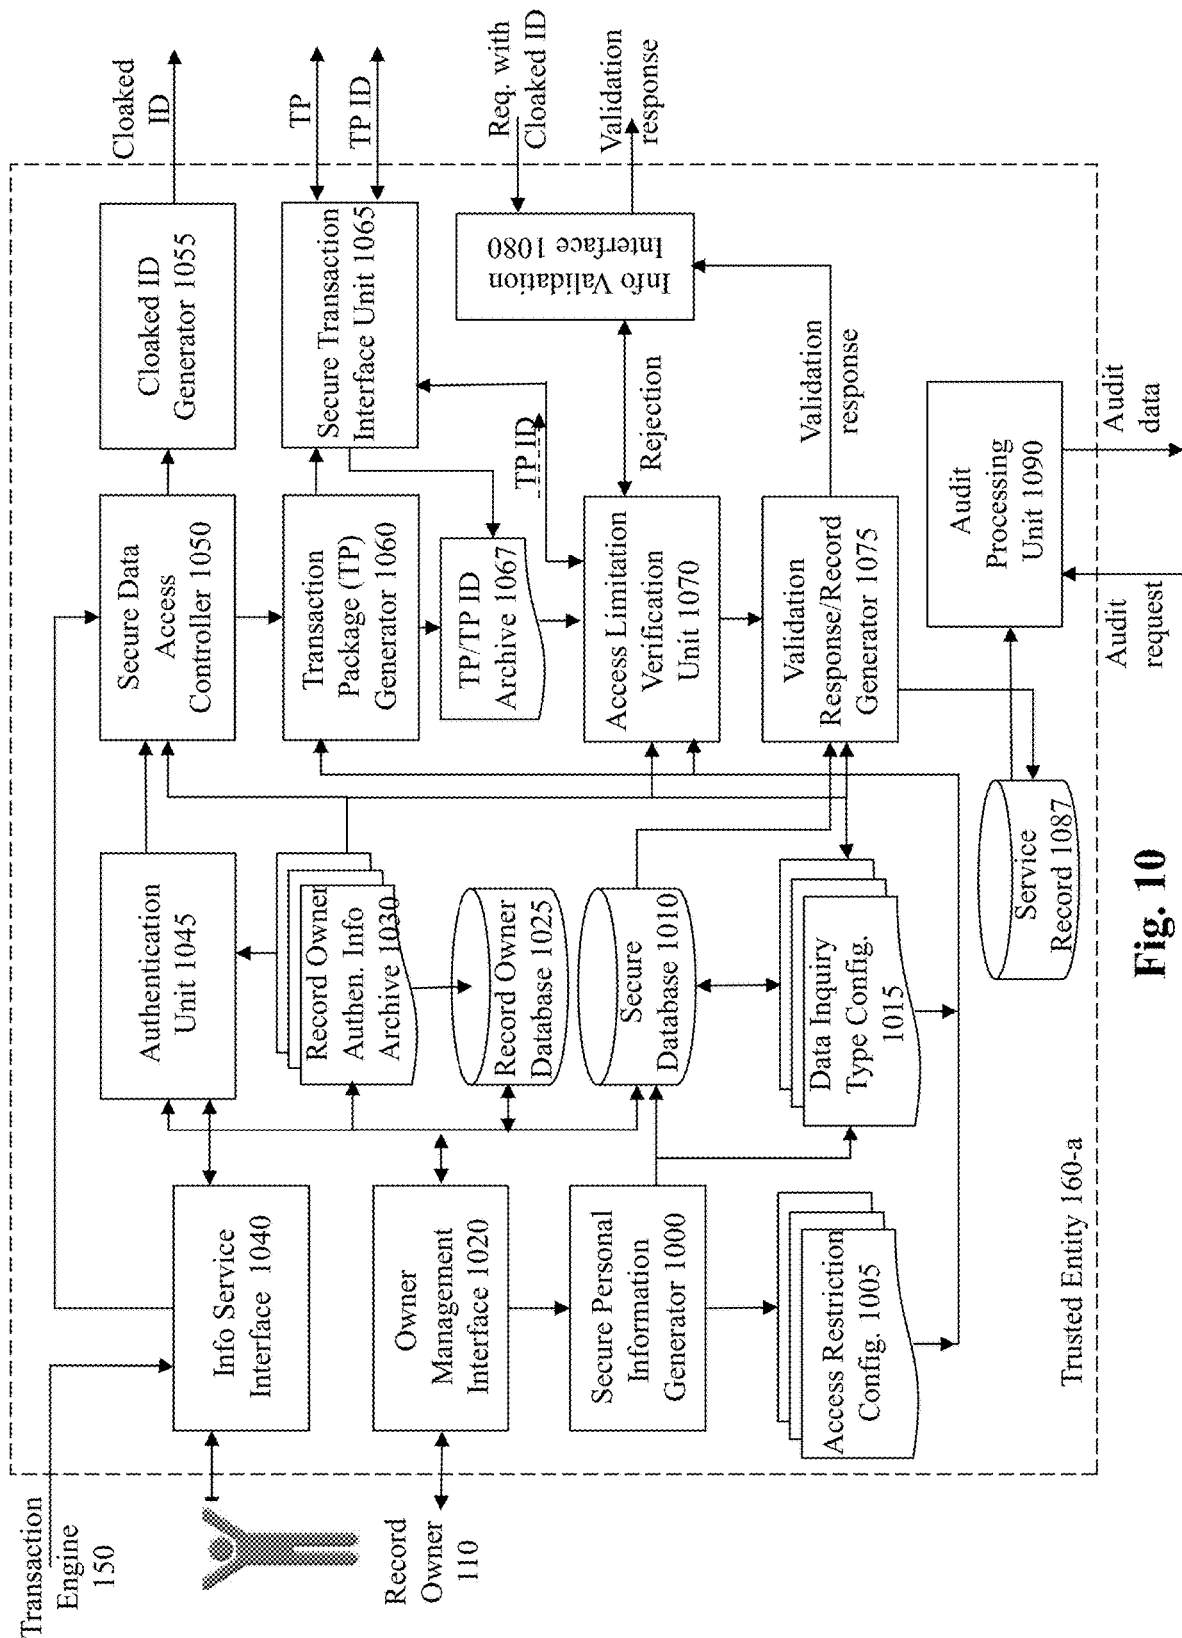 Transaction
Engine
150
Record
Owner
110
Info Service
Interface 1040
Owner
Management
Interface 1020
Secure Personal
Information
Generator 1000
Access Restriction
Config. 1005
Authentication
Unit 1045
Record Owner
Authen. Info
Archive 1030
Record Owner
Database 1025
Secure
Database 1010
Data Inquiry
Type Config.
1015
Secure Data
Access
Controller 1050
Transaction
Package (TP)
Generator 1060
TP/TP ID
Archive 1067
Access Limitation
Verification
Unit 1070
Validation
Response/Record
Generator 1075
Service
Record 1087
Cloaked ID
Generator 1055
Secure Transaction
Interface Unit 1065
TP ID
Info Validation
Interface 1080
Rejection
Validation
response
Audit
Processing
Unit 1090
Cloaked
ID
TP
TP ID
Req. with
Cloaked ID
Validation
response
Audit
request
Audit
data
Trusted Entity 160-a
Fig. 10